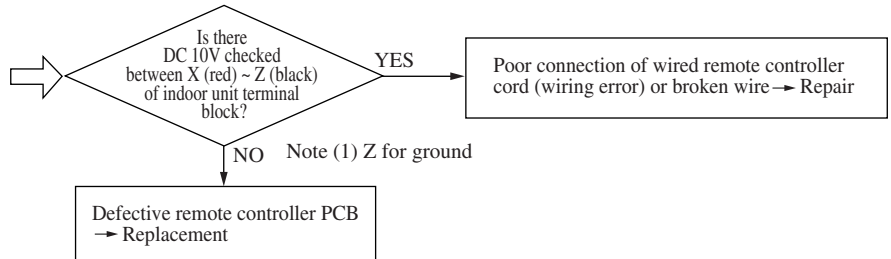 Is there
DC 10V checked
between X (red) ~ Z (black)
of indoor unit terminal
block?
YES
Poor connection of wired remote controller
cord (wiring error) or broken wire → Repair
NO
Note (1) Z for ground
Defective remote controller PCB
→ Replacement